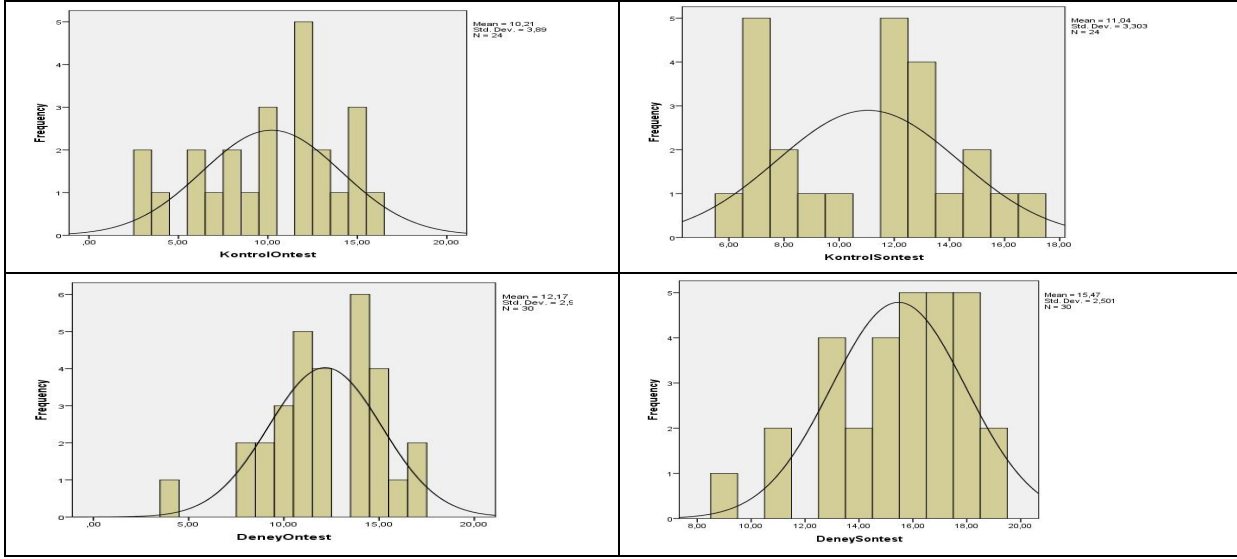 Mean = 10,21
Std. Dev. = 3,89
N = 24
5
4
3
2
1
0
Frequency
,00 5,00 10,00 15,00 20,00
KontrolOntest
Mean = 11,04
Std. Dev. = 3,303
N = 24
5
4
3
2
1
0
Frequency
6,00 8,00 10,00 12,00 14,00 16,00 18,00
KontrolSontest
Mean = 12,17
Std. Dev. = 2,9
N = 30
6
5
4
3
2
1
0
Frequency
,00 5,00 10,00 15,00 20,00
DeneyOntest
Mean = 15,47
Std. Dev. = 2,501
N = 30
5
4
3
2
1
0
Frequency
8,00 10,00 12,00 14,00 16,00 18,00 20,00
DeneySontest